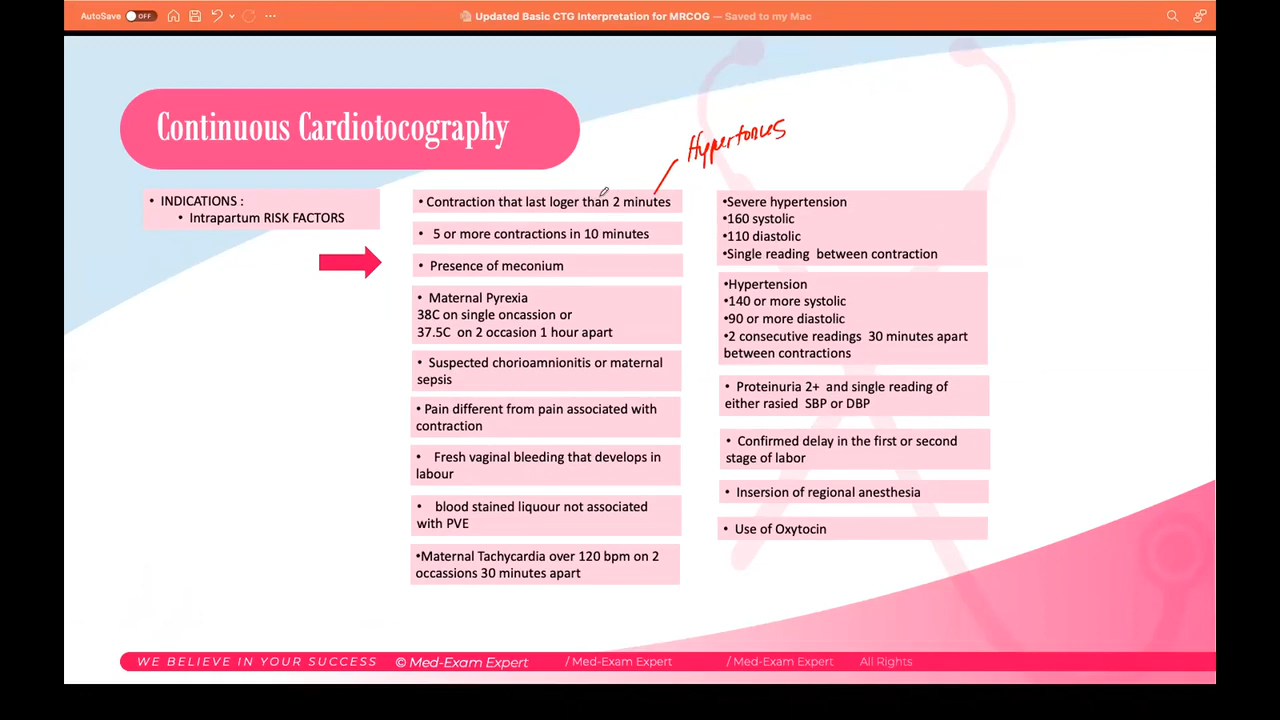 AutoSave OFF
Updated Basic CTG Interpretation for MRCOG — Saved to my Mac
Continuous Cardiotocography
• INDICATIONS :
• Intrapartum RISK FACTORS
• Contraction that last loger than 2 minutes
• 5 or more contractions in 10 minutes
• Presence of meconium
• Maternal Pyrexia
38C on single oncassion or
37.5C on 2 occasion 1 hour apart
• Suspected chorioamnionitis or maternal
sepsis
• Pain different from pain associated with
contraction
• Fresh vaginal bleeding that develops in
labour
• blood stained liquour not associated
with PVE
•Maternal Tachycardia over 120 bpm on 2
occassions 30 minutes apart
•Severe hypertension
•160 systolic
•110 diastolic
•Single reading between contraction
•Hypertension
•140 or more systolic
•90 or more diastolic
•2 consecutive readings 30 minutes apart
between contractions
• Proteinuria 2+ and single reading of
either rasied SBP or DBP
• Confirmed delay in the first or second
stage of labor
• Insersion of regional anesthesia
• Use of Oxytocin
WE BELIEVE IN YOUR SUCCESS © Med-Exam Expert / Med-Exam Expert / Med-Exam Expert All Rights